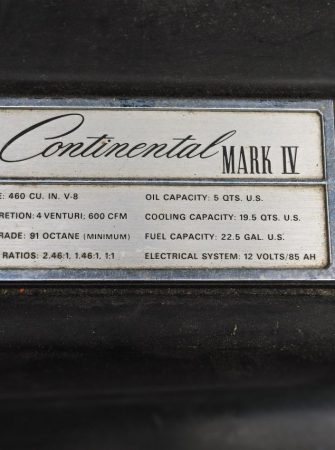 Continental MARK IV
: 460 CU. IN. V-8 OIL CAPACITY: 5 QTS. U.S.
RETION: 4 VENTURI; 600 CFM COOLING CAPACITY: 19.5 QTS. U.S.
RADE: 91 OCTANE (MINIMUM) FUEL CAPACITY: 22.5 GAL. U.S.
RATIOS: 2.46:1, 1.46:1, 1:1 ELECTRICAL SYSTEM: 12 VOLTS/85 AH